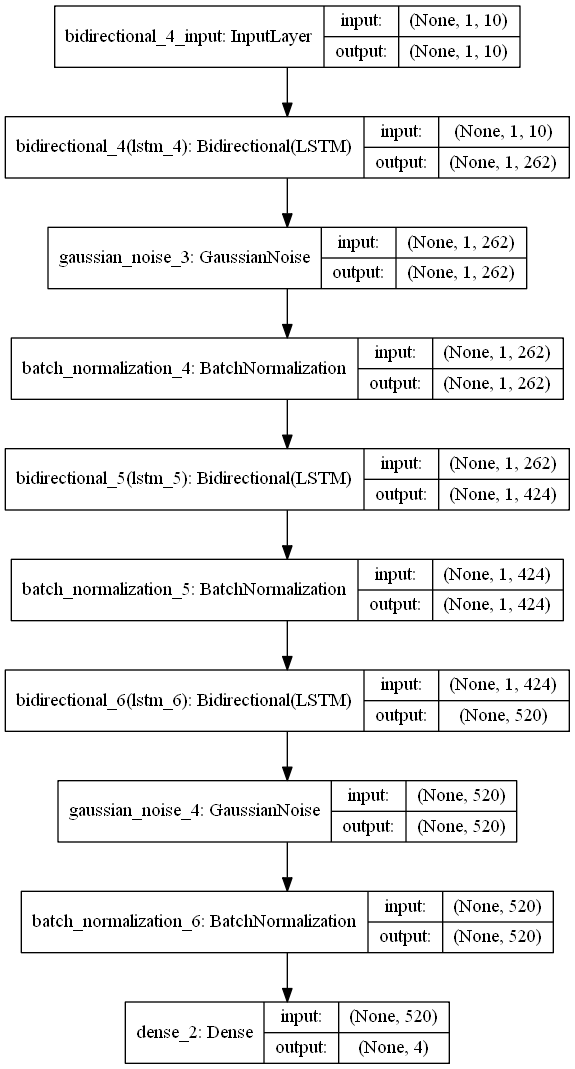 bidirectional_4_input: InputLayer
input: (None, 1, 10)
output: (None, 1, 10)
bidirectional_4(lstm_4): Bidirectional(LSTM)
input: (None, 1, 10)
output: (None, 1, 262)
gaussian_noise_3: GaussianNoise
input: (None, 1, 262)
output: (None, 1, 262)
batch_normalization_4: BatchNormalization
input: (None, 1, 262)
output: (None, 1, 262)
bidirectional_5(lstm_5): Bidirectional(LSTM)
input: (None, 1, 262)
output: (None, 1, 424)
batch_normalization_5: BatchNormalization
input: (None, 1, 424)
output: (None, 1, 424)
bidirectional_6(lstm_6): Bidirectional(LSTM)
input: (None, 1, 424)
output: (None, 520)
gaussian_noise_4: GaussianNoise
input: (None, 520)
output: (None, 520)
batch_normalization_6: BatchNormalization
input: (None, 520)
output: (None, 520)
dense_2: Dense
input: (None, 520)
output: (None, 4)